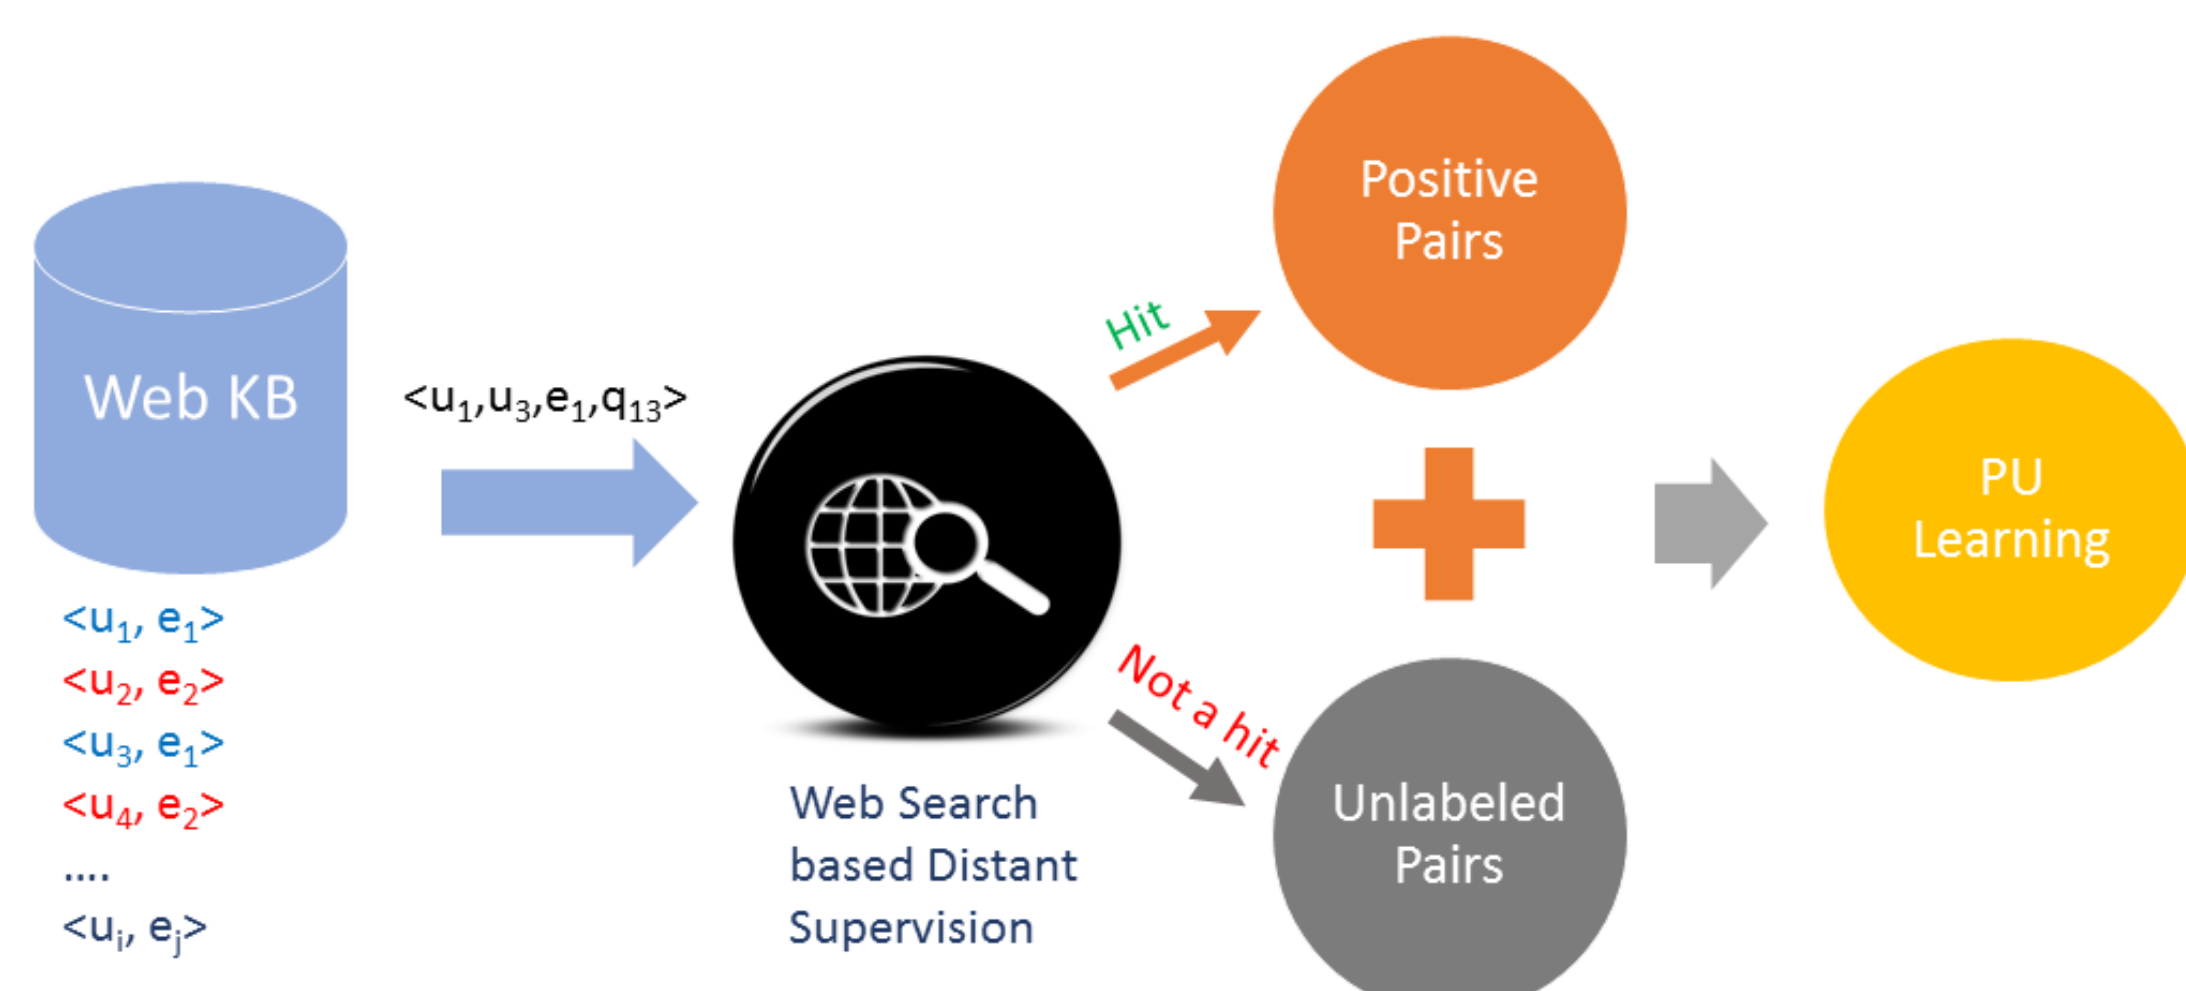 Web KB
<u₁, e₁>
<u₂, e₂>
<u₃, e₁>
<u₄, e₂>
....
<uᵢ, eⱼ>
<u₁,u₃,e₁,q₁₃>
Web Search
based Distant
Supervision
Hit
Not a hit
Positive
Pairs
Unlabeled
Pairs
PU
Learning